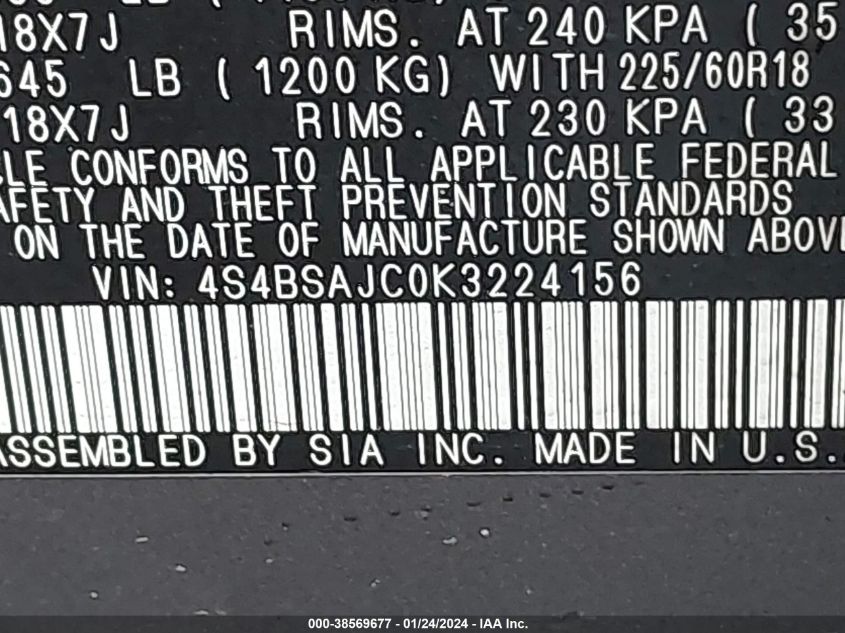 18X7J RIMS. AT 240 KPA ( 35
645 LB ( 1200 KG) WITH 225/60R18
18X7J RIMS. AT 230 KPA ( 33
CLE CONFORMS TO ALL APPLICABLE FEDERAL
AFETY AND THEFT PREVENTION STANDARDS
ON THE DATE OF MANUFACTURE SHOWN ABOVE
VIN: 4S4BSAJC0K3224156
ASSEMBLED BY SIA INC. MADE IN U.S.A
000-38569677 - 01/24/2024 - IAA Inc.